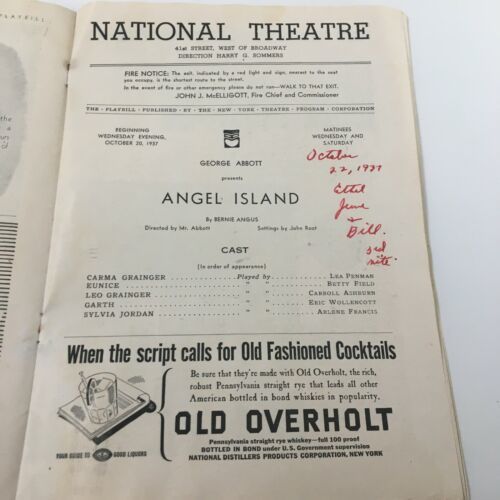 PLAYBILL
NATIONAL THEATRE
41st STREET, WEST OF BROADWAY
DIRECTION HARRY G. SOMMERS
FIRE NOTICE: The exit, indicated by a red light and sign, nearest to the seat
you occupy, is the shortest route to the street.
In the event of fire or other emergency please do not run—WALK TO THAT EXIT.
JOHN J. McELLIGOTT, Fire Chief and Commissioner
THE · PLAYBILL · PUBLISHED · BY · THE · NEW · YORK · THEATRE · PROGRAM · CORPORATION
BEGINNING
WEDNESDAY EVENING,
OCTOBER 20, 1937
MATINEES
WEDNESDAY AND
SATURDAY
October
22, 1937
Ethel
June
&
Bill.
3rd
nite.
GEORGE ABBOTT
presents
ANGEL ISLAND
By BERNIE ANGUS
Directed by Mr. Abbott Settings by John Root
CAST
(In order of appearance)
CARMA GRAINGER Played by LEA PENMAN
EUNICE " " BETTY FIELD
LEO GRAINGER " " CARROLL ASHBURN
GARTH " " ERIC WOLLENCOTT
SYLVIA JORDAN " " ARLENE FRANCIS
When the script calls for Old Fashioned Cocktails
Be sure that they're made with Old Overholt, the rich,
robust Pennsylvania straight rye that leads all other
American bottled in bond whiskies in popularity.
OLD OVERHOLT
Pennsylvania straight rye whiskey—full 100 proof
BOTTLED IN BOND under U. S. Government supervision
NATIONAL DISTILLERS PRODUCTS CORPORATION, NEW YORK
YOUR GUIDE TO GOOD LIQUORS